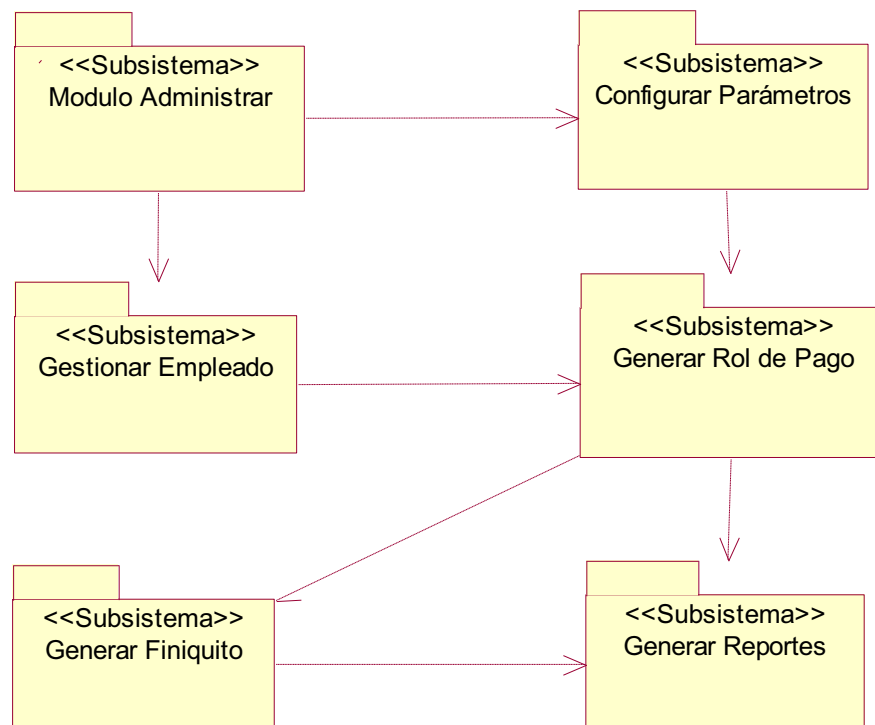 <<Subsistema>>
Modulo Administrar
<<Subsistema>>
Configurar Parámetros
<<Subsistema>>
Gestionar Empleado
<<Subsistema>>
Generar Rol de Pago
<<Subsistema>>
Generar Finiquito
<<Subsistema>>
Generar Reportes